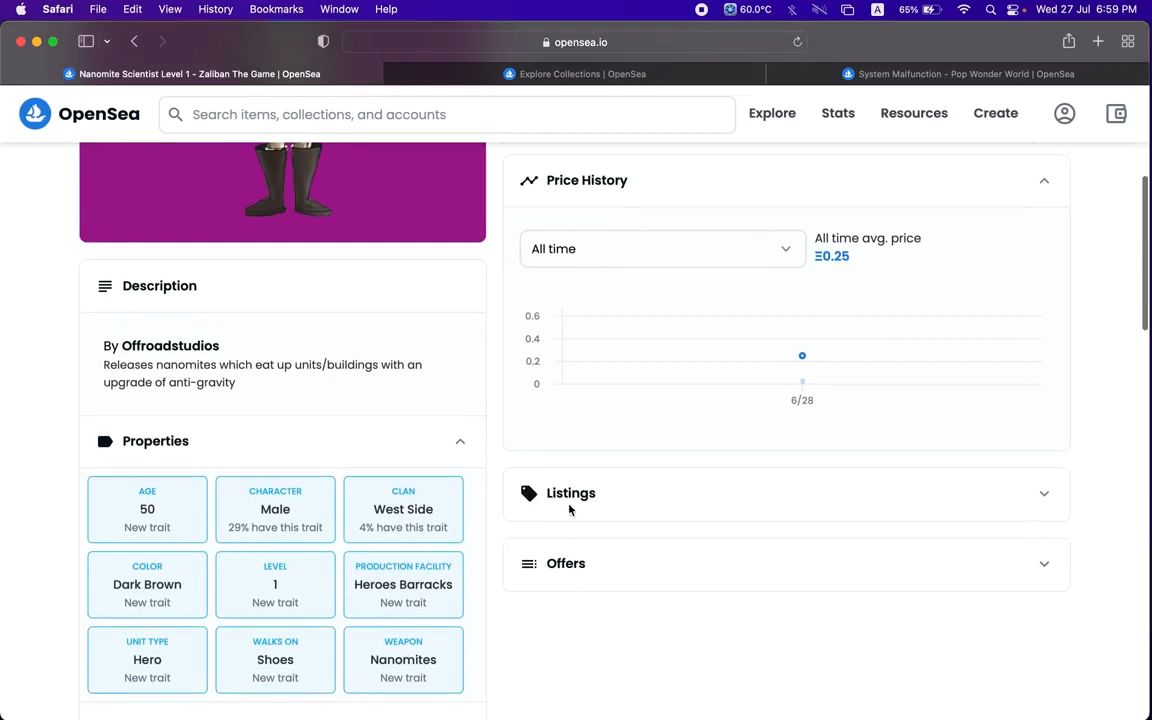 Safari File Edit View History Bookmarks Window Help 60.0°C A 65% Wed 27 Jul 6:59 PM
opensea.io
Nanomite Scientist Level 1 - Zaliban The Game | OpenSea Explore Collections | OpenSea System Malfunction - Pop Wonder World | OpenSea
OpenSea Search items, collections, and accounts Explore Stats Resources Create
Price History
All time
All time avg. price
Ξ0.25
0.6
0.4
0.2
0
6/28
Listings
Offers
Description
By Offroadstudios
Releases nanomites which eat up units/buildings with an
upgrade of anti-gravity
Properties
AGE
50
New trait
CHARACTER
Male
29% have this trait
CLAN
West Side
4% have this trait
COLOR
Dark Brown
New trait
LEVEL
1
New trait
PRODUCTION FACILITY
Heroes Barracks
New trait
UNIT TYPE
Hero
New trait
WALKS ON
Shoes
New trait
WEAPON
Nanomites
New trait